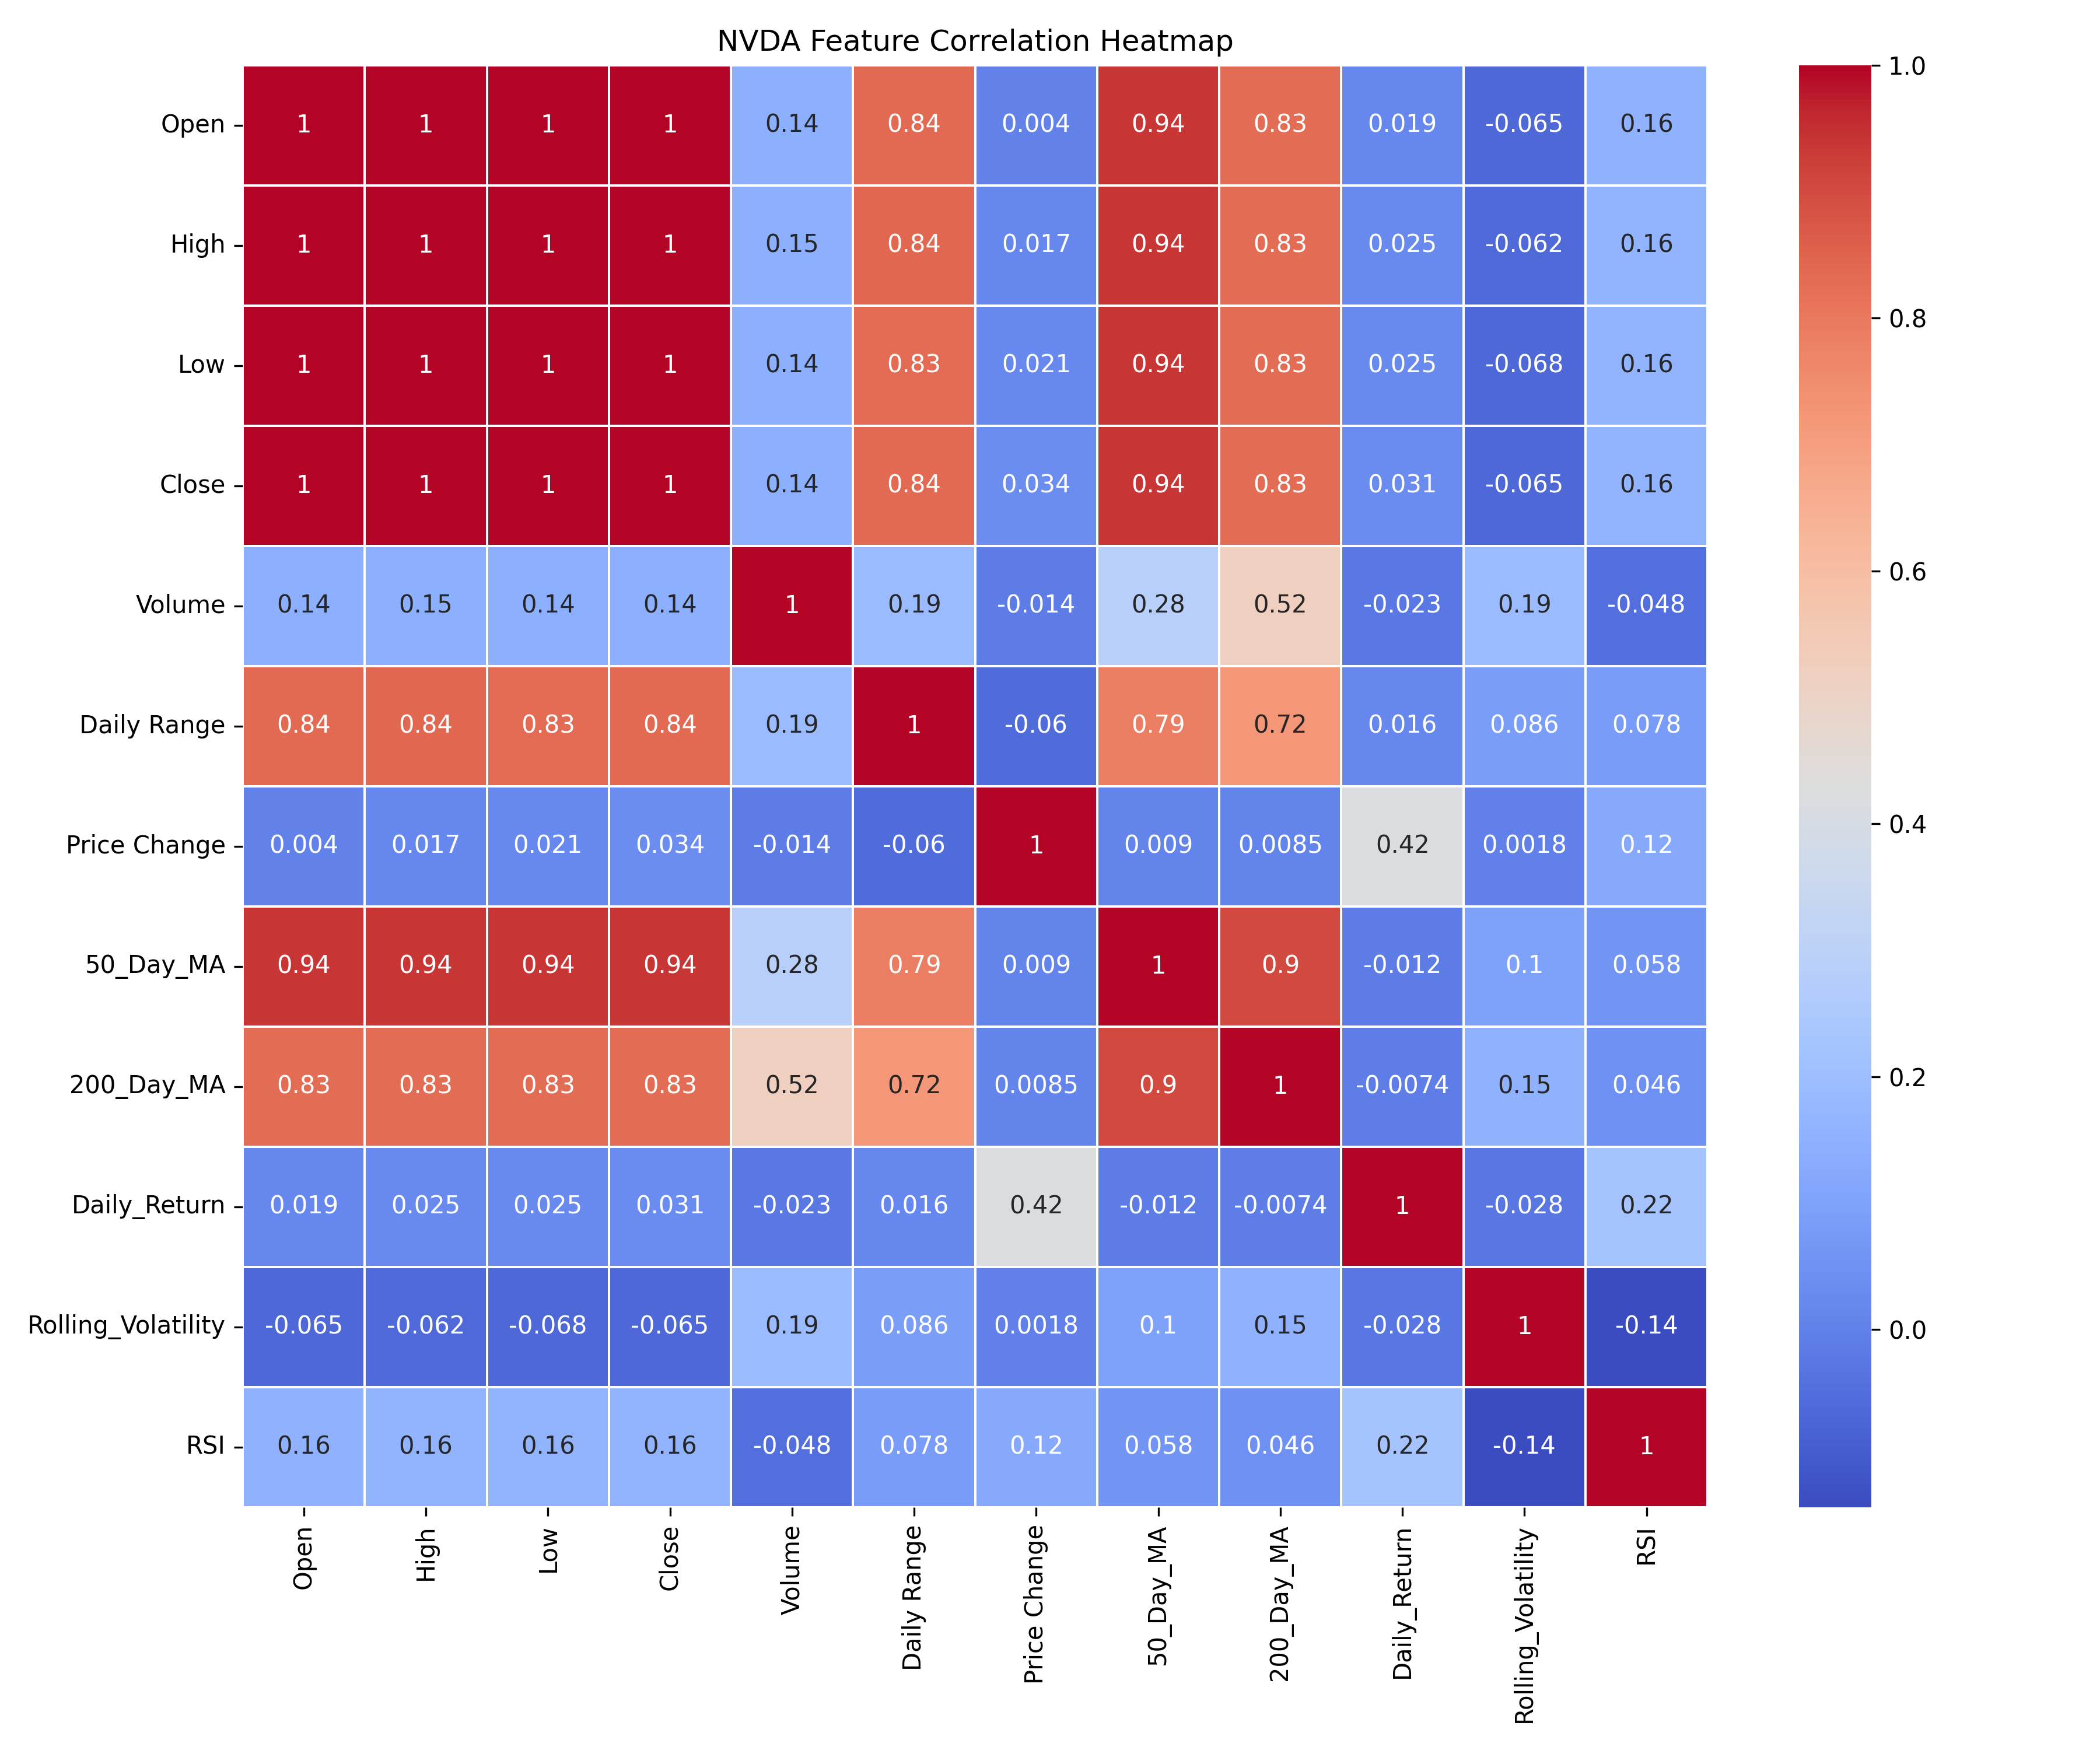 NVDA Feature Correlation Heatmap
Open 1 1 1 1 0.14 0.84 0.004 0.94 0.83 0.019 -0.065 0.16
High 1 1 1 1 0.15 0.84 0.017 0.94 0.83 0.025 -0.062 0.16
Low 1 1 1 1 0.14 0.83 0.021 0.94 0.83 0.025 -0.068 0.16
Close 1 1 1 1 0.14 0.84 0.034 0.94 0.83 0.031 -0.065 0.16
Volume 0.14 0.15 0.14 0.14 1 0.19 -0.014 0.28 0.52 -0.023 0.19 -0.048
Daily Range 0.84 0.84 0.83 0.84 0.19 1 -0.06 0.79 0.72 0.016 0.086 0.078
Price Change 0.004 0.017 0.021 0.034 -0.014 -0.06 1 0.009 0.0085 0.42 0.0018 0.12
50_Day_MA 0.94 0.94 0.94 0.94 0.28 0.79 0.009 1 0.9 -0.012 0.1 0.058
200_Day_MA 0.83 0.83 0.83 0.83 0.52 0.72 0.0085 0.9 1 -0.0074 0.15 0.046
Daily_Return 0.019 0.025 0.025 0.031 -0.023 0.016 0.42 -0.012 -0.0074 1 -0.028 0.22
Rolling_Volatility -0.065 -0.062 -0.068 -0.065 0.19 0.086 0.0018 0.1 0.15 -0.028 1 -0.14
RSI 0.16 0.16 0.16 0.16 -0.048 0.078 0.12 0.058 0.046 0.22 -0.14 1
Open High Low Close Volume Daily Range Price Change 50_Day_MA 200_Day_MA Daily_Return Rolling_Volatility RSI
1.0
0.8
0.6
0.4
0.2
0.0